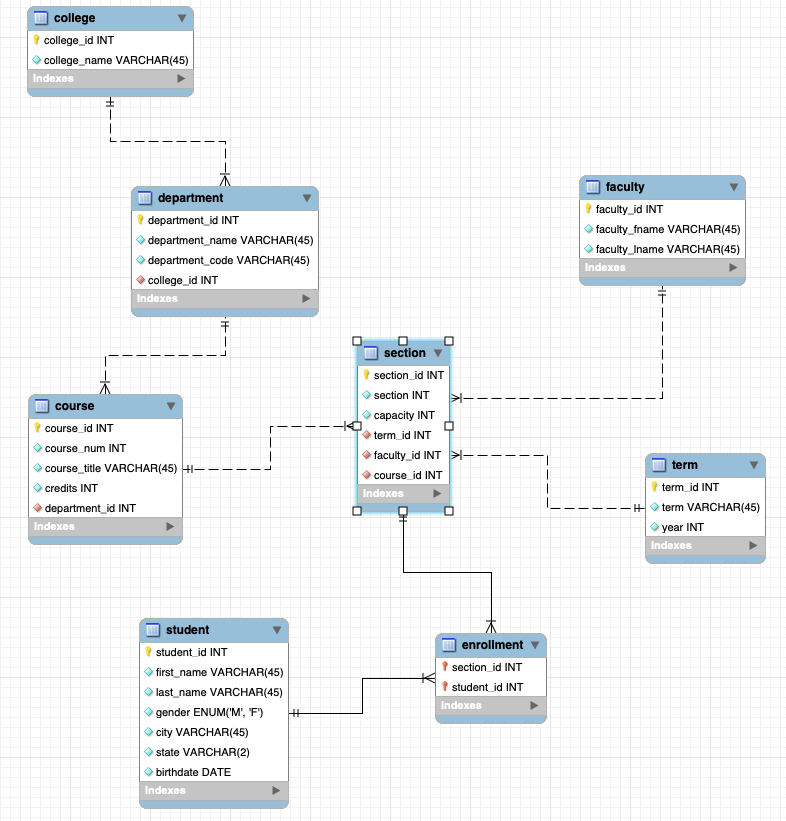 college
college_id INT
college_name VARCHAR(45)
Indexes
department
department_id INT
department_name VARCHAR(45)
department_code VARCHAR(45)
college_id INT
Indexes
faculty
faculty_id INT
faculty_fname VARCHAR(45)
faculty_lname VARCHAR(45)
Indexes
section
section_id INT
section INT
capacity INT
term_id INT
faculty_id INT
course_id INT
Indexes
course
course_id INT
course_num INT
course_title VARCHAR(45)
credits INT
department_id INT
Indexes
term
term_id INT
term VARCHAR(45)
year INT
Indexes
student
student_id INT
first_name VARCHAR(45)
last_name VARCHAR(45)
gender ENUM('M', 'F')
city VARCHAR(45)
state VARCHAR(2)
birthdate DATE
Indexes
enrollment
section_id INT
student_id INT
Indexes